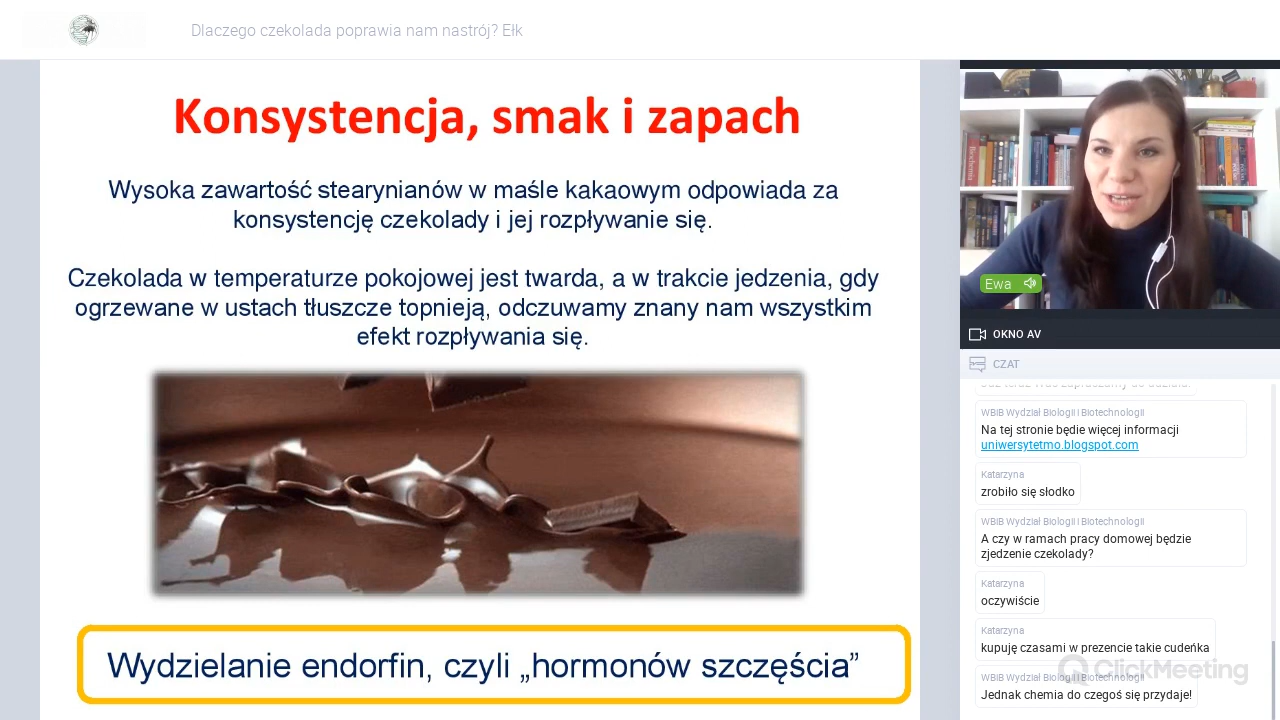 Dlaczego czekolada poprawia nam nastrój? Ełk
Konsystencja, smak i zapach
Wysoka zawartość stearynianów w maśle kakaowym odpowiada za
konsystencję czekolady i jej rozpływanie się.
Czekolada w temperaturze pokojowej jest twarda, a w trakcie jedzenia, gdy
ogrzewane w ustach tłuszcze topnieją, odczuwamy znany nam wszystkim
efekt rozpływania się.
Wydzielanie endorfin, czyli „hormonów szczęścia”
Biochemia
Ewa
OKNO AV
CZAT
WBiB Wydział Biologii i Biotechnologii
Na tej stronie będie więcej informacji
uniwersytetmo.blogspot.com
Katarzyna
zrobiło się słodko
WBiB Wydział Biologii i Biotechnologii
A czy w ramach pracy domowej będzie
zjedzenie czekolady?
Katarzyna
oczywiście
Katarzyna
kupuję czasami w prezencie takie cudeńka
ClickMeeting
WBiB Wydział Biologii i Biotechnologii
Jednak chemia do czegoś się przydaje!